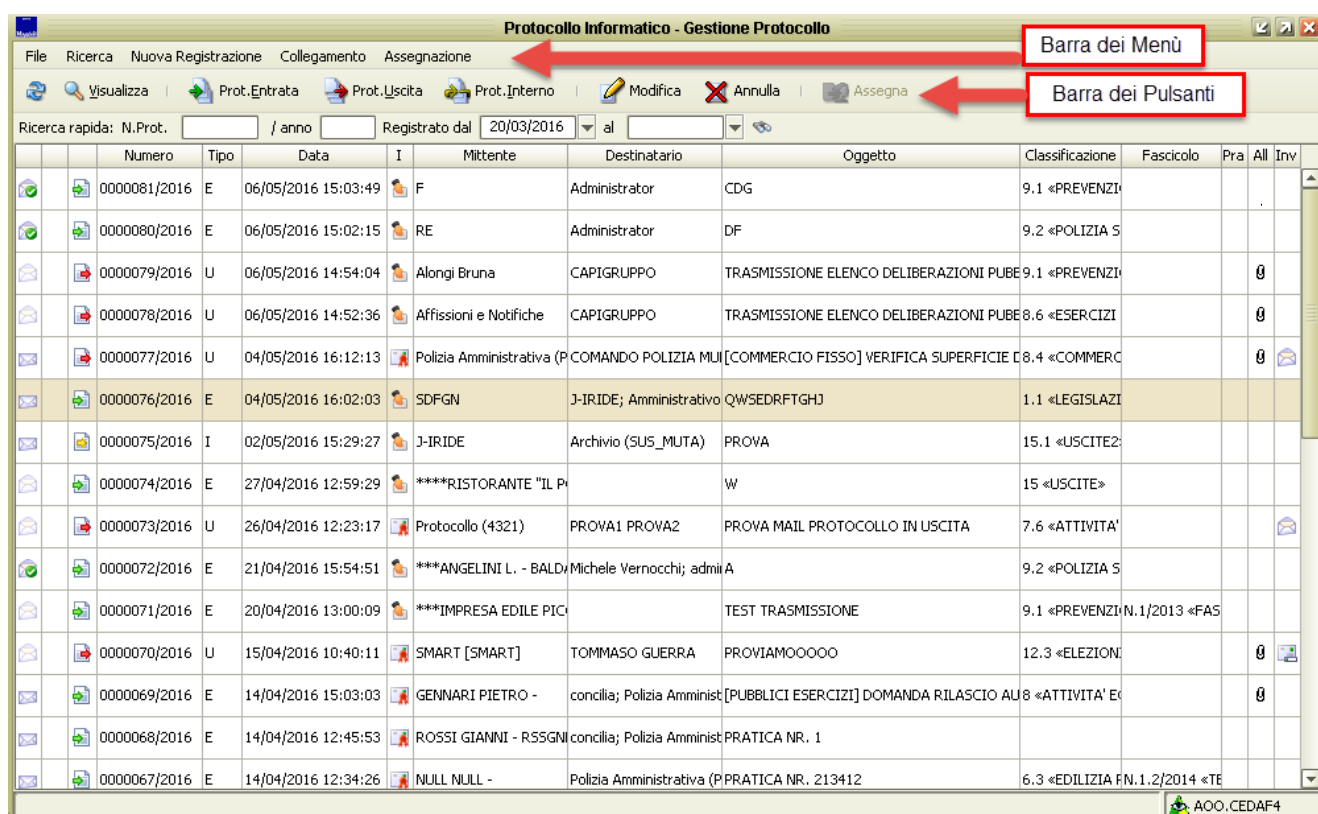 Protocollo Informatico - Gestione Protocollo
File Ricerca Nuova Registrazione Collegamento Assegnazione
Barra dei Menù
Visualizza Prot.Entrata Prot.Uscita Prot.Interno Modifica Annulla Assegna
Barra dei Pulsanti
Ricerca rapida: N.Prot. / anno Registrato dal 20/03/2016 al
Numero Tipo Data I Mittente Destinatario Oggetto Classificazione Fascicolo Pra All Inv
0000081/2016 E 06/05/2016 15:03:49 F Administrator CDG 9.1 «PREVENZI
0000080/2016 E 06/05/2016 15:02:15 RE Administrator DF 9.2 «POLIZIA S
0000079/2016 U 06/05/2016 14:54:04 Alongi Bruna CAPIGRUPPO TRASMISSIONE ELENCO DELIBERAZIONI PUBB 9.1 «PREVENZI
0000078/2016 U 06/05/2016 14:52:36 Affissioni e Notifiche CAPIGRUPPO TRASMISSIONE ELENCO DELIBERAZIONI PUBB 8.6 «ESERCIZI
0000077/2016 U 04/05/2016 16:12:13 Polizia Amministrativa (P COMANDO POLIZIA MUI [COMMERCIO FISSO] VERIFICA SUPERFICIE D 8.4 «COMMERC
0000076/2016 E 04/05/2016 16:02:03 SDFGN J-IRIDE; Amministrativo QWSEDRFTGHJ 1.1 «LEGISLAZI
0000075/2016 I 02/05/2016 15:29:27 J-IRIDE Archivio (SUS_MUTA) PROVA 15.1 «USCITE2»
0000074/2016 E 27/04/2016 12:59:29 ****RISTORANTE "IL P W 15 «USCITE»
0000073/2016 U 26/04/2016 12:23:17 Protocollo (4321) PROVA1 PROVA2 PROVA MAIL PROTOCOLLO IN USCITA 7.6 «ATTIVITA'
0000072/2016 E 21/04/2016 15:54:51 ***ANGELINI L. - BALDA Michele Vernocchi; admi A 9.2 «POLIZIA S
0000071/2016 E 20/04/2016 13:00:09 ***IMPRESA EDILE PIC TEST TRASMISSIONE 9.1 «PREVENZI N.1/2013 «FAS
0000070/2016 U 15/04/2016 10:40:11 SMART [SMART] TOMMASO GUERRA PROVIAMOOOOO 12.3 «ELEZIONI
0000069/2016 E 14/04/2016 15:03:03 GENNARI PIETRO - concilia; Polizia Amminist [PUBBLICI ESERCIZI] DOMANDA RILASCIO AU 8 «ATTIVITA' E
0000068/2016 E 14/04/2016 12:45:53 ROSSI GIANNI - RSSGN concilia; Polizia Amminist PRATICA NR. 1
0000067/2016 E 14/04/2016 12:34:26 NULL NULL - Polizia Amministrativa (P PRATICA NR. 213412 6.3 «EDILIZIA P N.1.2/2014 «TE
AOO.CEDAF4